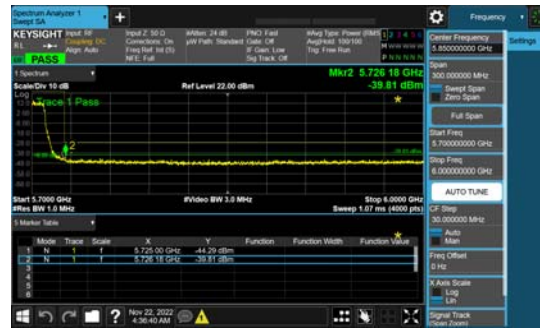 Spectrum Analyzer 1
Swept SA
+
Frequency
KEYSIGHT
Input: RF
Coupling: DC
Align: Auto
Input Z: 50 Ω
Corrections: On
Freq Ref: Int (S)
NFE: Full
#Atten: 24 dB
µW Path: Standard
PNO: Fast
Gate: Off
IF Gain: Low
Sig Track: Off
#Avg Type: Power (RMS
Avg|Hold: 100/100
Trig: Free Run
PASS
Center Frequency
5.850000000 GHz
Settings
Span
300.000000 MHz
Swept Span
Zero Span
Full Span
Start Freq
5.700000000 GHz
Stop Freq
6.000000000 GHz
AUTO TUNE
CF Step
30.000000 MHz
Auto
Man
Freq Offset
0 Hz
X Axis Scale
Log
Lin
Signal Track
(Span Zoom)
1 Spectrum
Scale/Div 10 dB
Ref Level 22.00 dBm
Mkr2 5.726 18 GHz
-39.81 dBm
Log
Trace 1 Pass
2
Start 5.7000 GHz
#Res BW 1.0 MHz
#Video BW 3.0 MHz
Stop 6.0000 GHz
Sweep 1.07 ms (4000 pts)
5 Marker Table
Mode Trace Scale X Y Function Function Width Function Value
1 N 1 f 5.725 00 GHz -44.29 dBm
2 N 1 f 5.726 18 GHz -39.81 dBm
3
4
5
6
?
Nov 22, 2022
4:36:40 AM